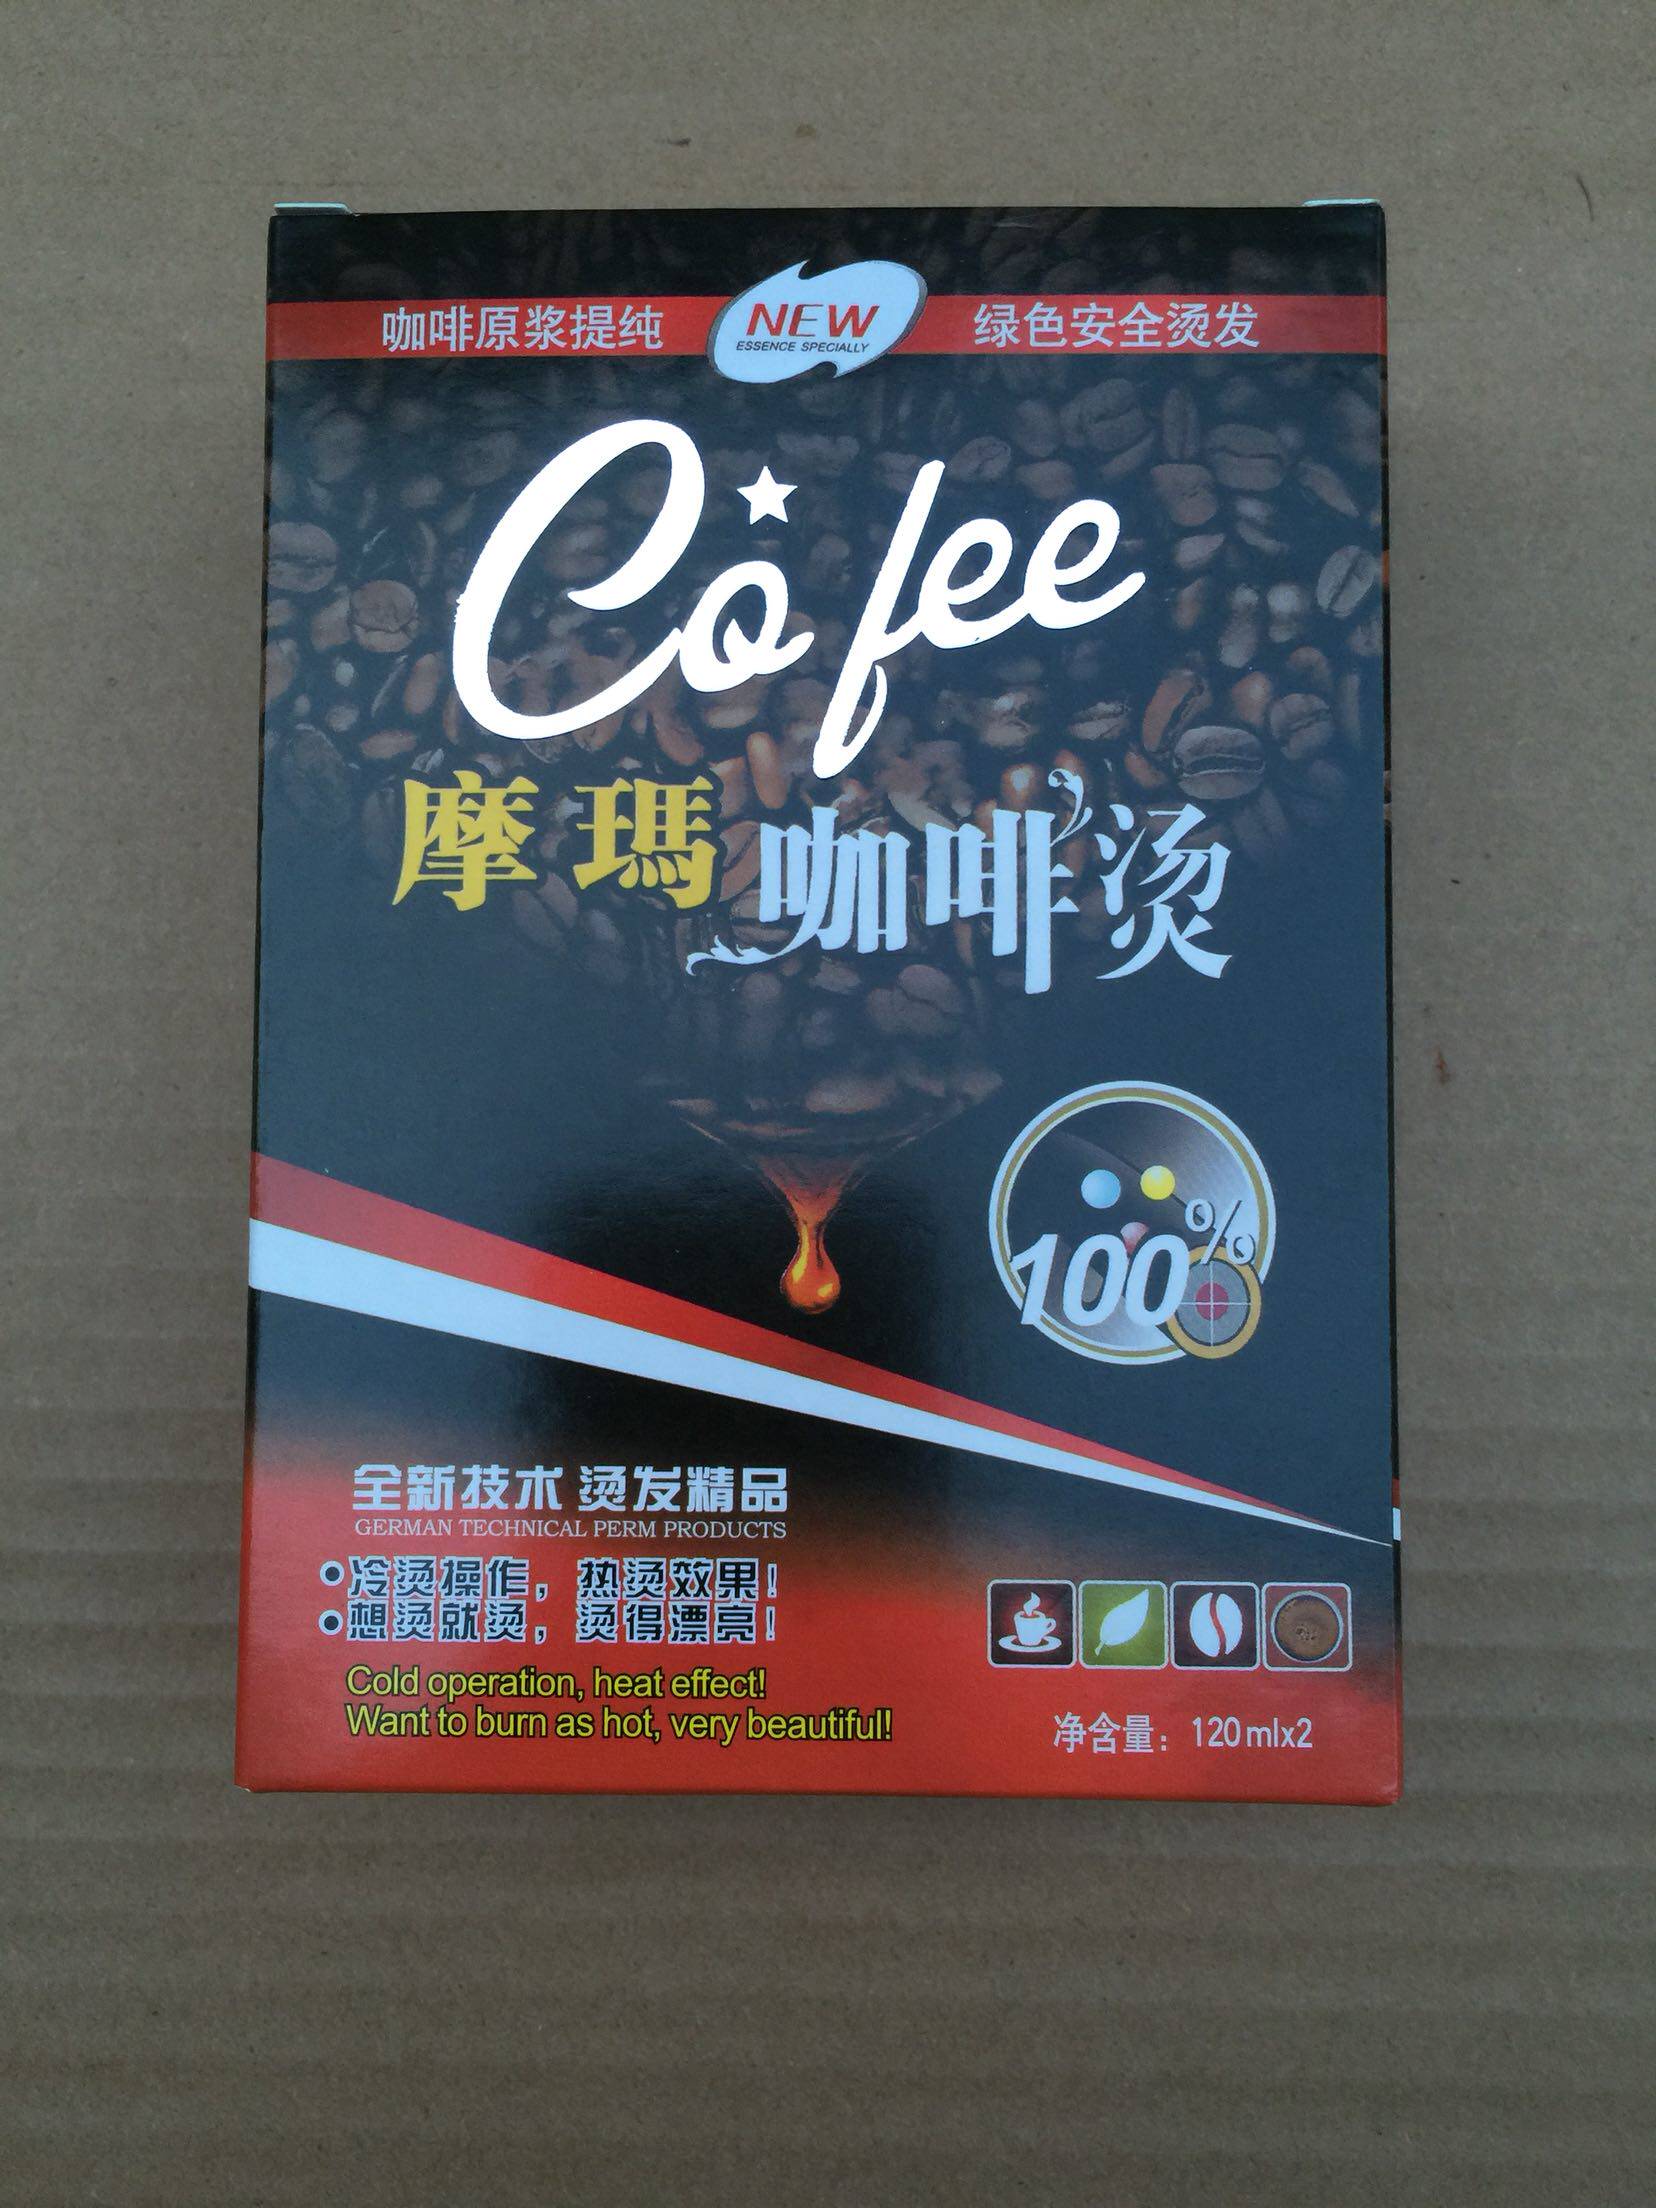 咖啡原浆提纯
NEW
ESSENCE SPECIALLY
绿色安全烫发
Cofee
摩瑪
咖啡烫
100%
全新技术 烫发精品
GERMAN TECHNICAL PERM PRODUCTS
•冷烫操作，热烫效果！
•想烫就烫，烫得漂亮！
Cold operation, heat effect!
Want to burn as hot, very beautiful!
净含量：120mlx2